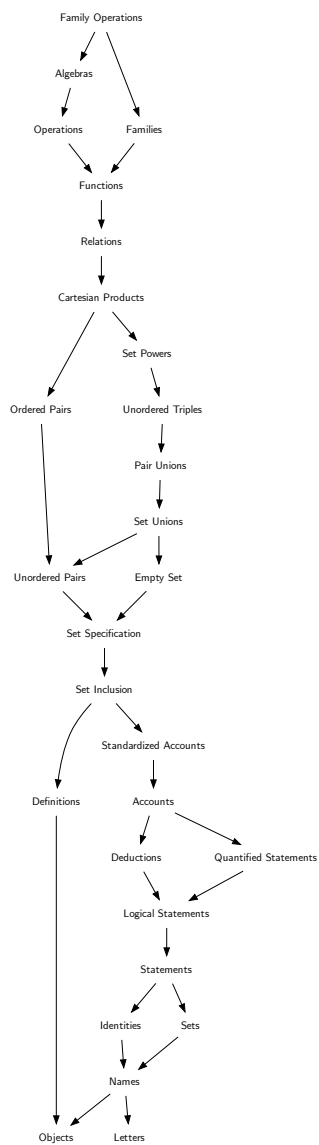 Family Operations
Algebras
Operations
Families
Functions
Relations
Cartesian Products
Set Powers
Ordered Pairs
Unordered Triples
Pair Unions
Set Unions
Unordered Pairs
Empty Set
Set Specification
Set Inclusion
Standardized Accounts
Definitions
Accounts
Deductions
Quantified Statements
Logical Statements
Statements
Identities
Sets
Names
Objects
Letters